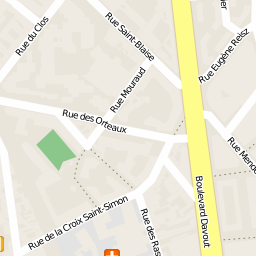 Rue du Clos
Rue Saint-Blaise
Rue Eugène Reisz
Rue Mouraud
Rue des Orteaux
Rue Mend
Boulevard Davout
Rue de la Croix Saint-Simon
Rue des Ras